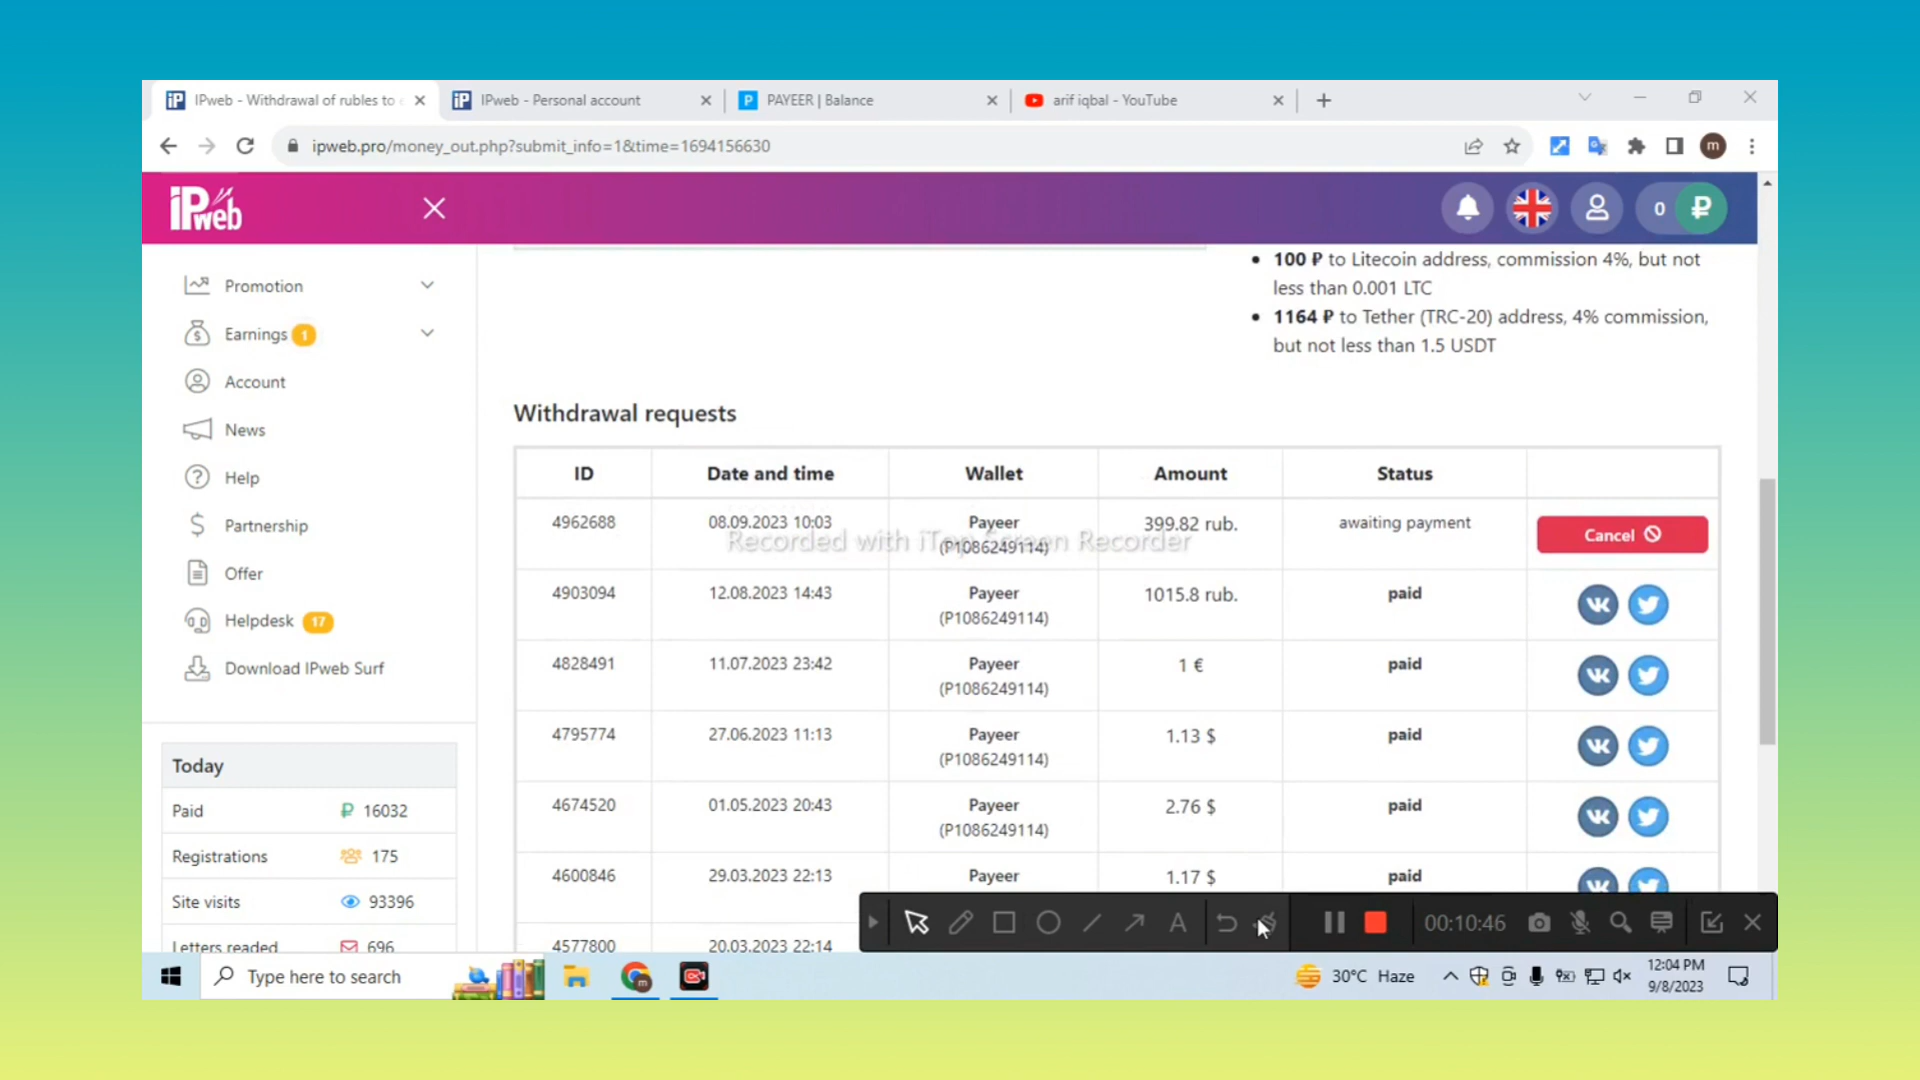 IPweb - Withdrawal of rubles to
IPweb - Personal account
PAYEER | Balance
arif iqbal - YouTube
ipweb.pro/money_out.php?submit_info=1&time=1694156630
m
iPweb
0 ₽
Promotion
Earnings 1
Account
News
Help
Partnership
Offer
Helpdesk 17
Download IPweb Surf
Today
Paid ₽ 16032
Registrations 175
Site visits 93396
Letters readed 696
100 ₽ to Litecoin address, commission 4%, but not
less than 0.001 LTC
1164 ₽ to Tether (TRC-20) address, 4% commission,
but not less than 1.5 USDT
Withdrawal requests
ID Date and time Wallet Amount Status
4962688 08.09.2023 10:03 Payeer 399.82 rub. awaiting payment
(P1086249114)
Cancel
Recorded with iTop Screen Recorder
4903094 12.08.2023 14:43 Payeer 1015.8 rub. paid
(P1086249114)
4828491 11.07.2023 23:42 Payeer 1 € paid
(P1086249114)
4795774 27.06.2023 11:13 Payeer 1.13 $ paid
(P1086249114)
4674520 01.05.2023 20:43 Payeer 2.76 $ paid
(P1086249114)
4600846 29.03.2023 22:13 Payeer 1.17 $ paid
4577800 20.03.2023 22:14
A 00:10:46
Type here to search
m
30°C Haze
12:04 PM
9/8/2023